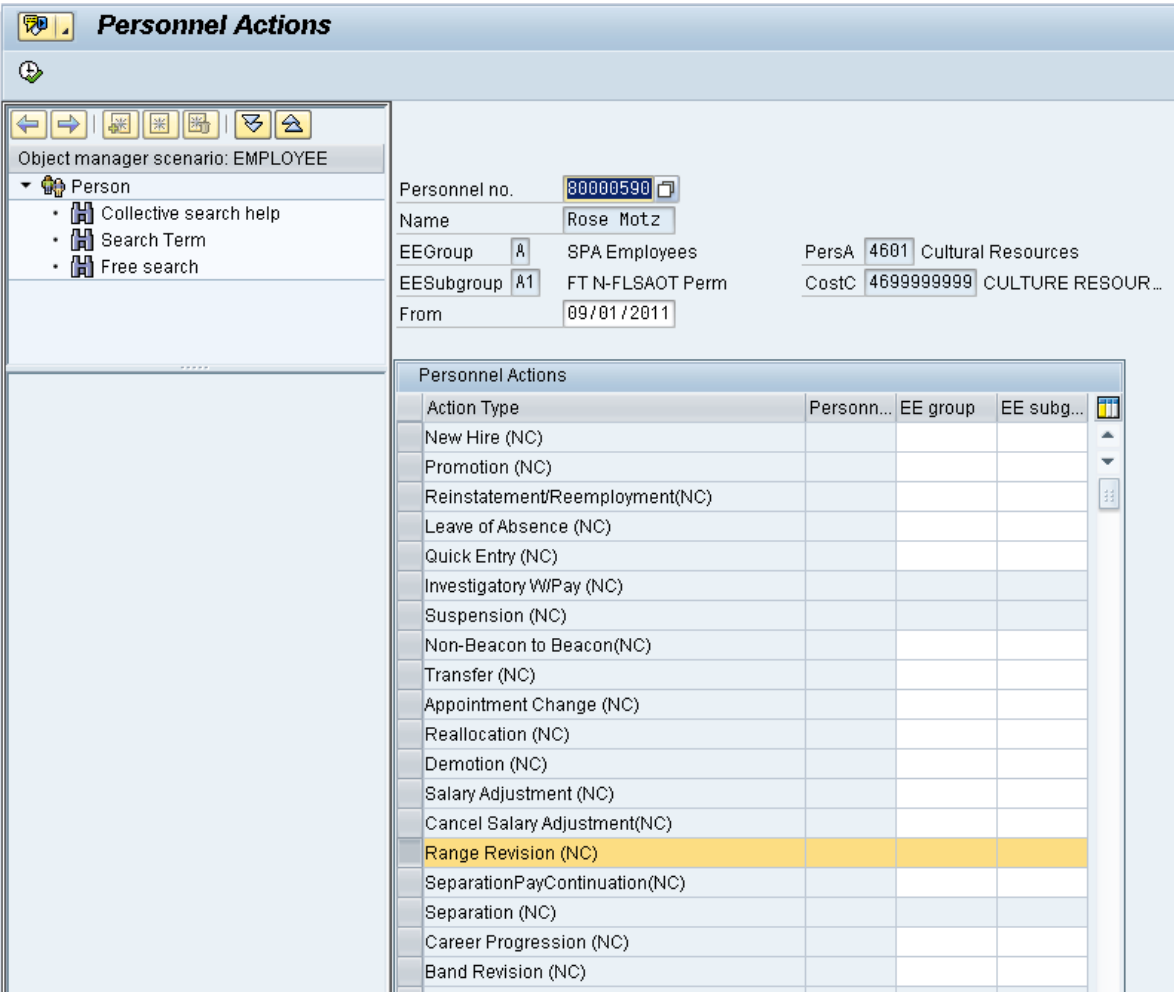 Personnel Actions
Object manager scenario: EMPLOYEE
Person
Collective search help
Search Term
Free search
Personnel no. 80000590
Name Rose Motz
EEGroup A SPA Employees PersA 4601 Cultural Resources
EESubgroup A1 FT N-FLSAOT Perm CostC 4699999999 CULTURE RESOUR...
From 09/01/2011
Personnel Actions
Action Type Personn... EE group EE subg...
New Hire (NC)
Promotion (NC)
Reinstatement/Reemployment(NC)
Leave of Absence (NC)
Quick Entry (NC)
Investigatory W/Pay (NC)
Suspension (NC)
Non-Beacon to Beacon(NC)
Transfer (NC)
Appointment Change (NC)
Reallocation (NC)
Demotion (NC)
Salary Adjustment (NC)
Cancel Salary Adjustment(NC)
Range Revision (NC)
SeparationPayContinuation(NC)
Separation (NC)
Career Progression (NC)
Band Revision (NC)